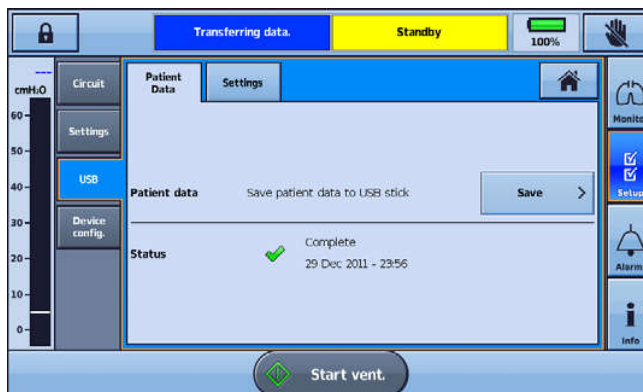 Transferring data.
Standby
100%
cmH₂O
60
50
40
30
20
10
0
Circuit
Settings
USB
Device
config.
Patient
Data
Settings
Patient data
Save patient data to USB stick
Save >
Status
Complete
29 Dec 2011 - 23:56
Monito
Setup
Alarm
Info
Start vent.